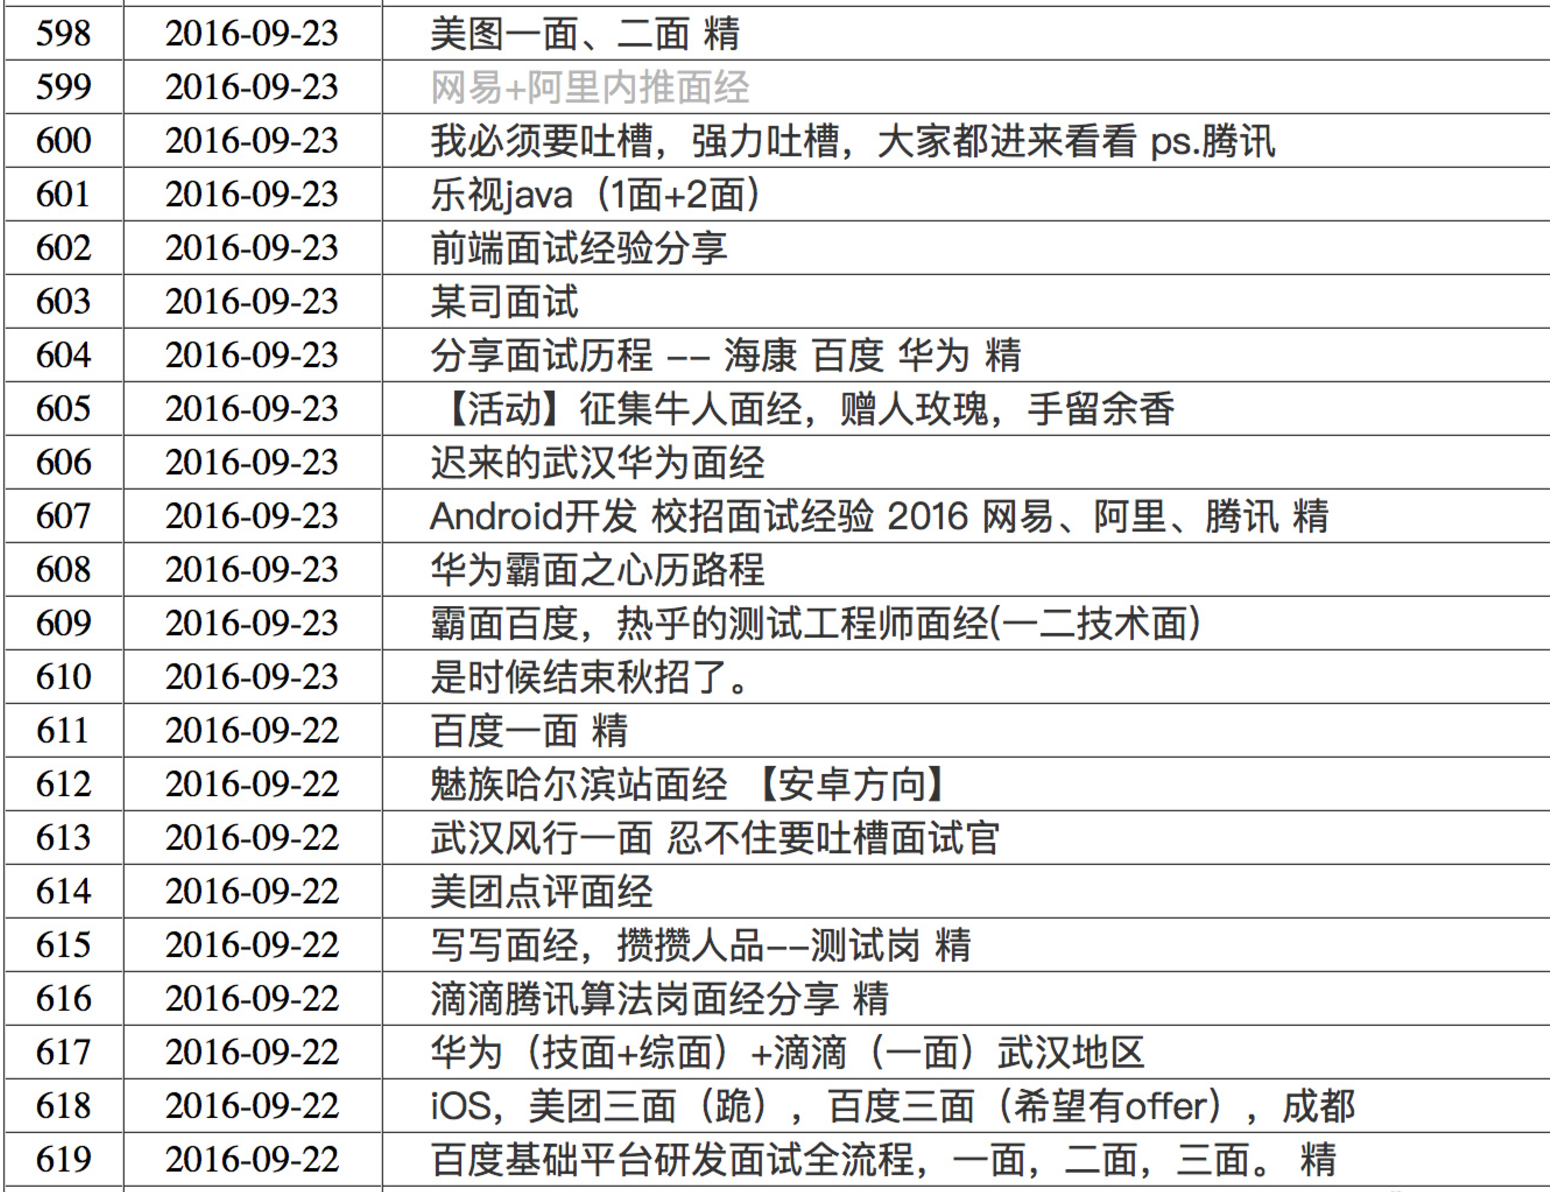 598 2016-09-23 美图一面、二面 精
599 2016-09-23 网易+阿里内推面经
600 2016-09-23 我必须要吐槽，强力吐槽，大家都进来看看 ps.腾讯
601 2016-09-23 乐视java（1面+2面）
602 2016-09-23 前端面试经验分享
603 2016-09-23 某司面试
604 2016-09-23 分享面试历程 -- 海康 百度 华为 精
605 2016-09-23 【活动】征集牛人面经，赠人玫瑰，手留余香
606 2016-09-23 迟来的武汉华为面经
607 2016-09-23 Android开发 校招面试经验 2016 网易、阿里、腾讯 精
608 2016-09-23 华为霸面之心历路程
609 2016-09-23 霸面百度，热乎的测试工程师面经(一二技术面)
610 2016-09-23 是时候结束秋招了。
611 2016-09-22 百度一面 精
612 2016-09-22 魅族哈尔滨站面经 【安卓方向】
613 2016-09-22 武汉风行一面 忍不住要吐槽面试官
614 2016-09-22 美团点评面经
615 2016-09-22 写写面经，攒攒人品--测试岗 精
616 2016-09-22 滴滴腾讯算法岗面经分享 精
617 2016-09-22 华为（技面+综面）+滴滴（一面）武汉地区
618 2016-09-22 iOS，美团三面（跪），百度三面（希望有offer），成都
619 2016-09-22 百度基础平台研发面试全流程，一面，二面，三面。 精